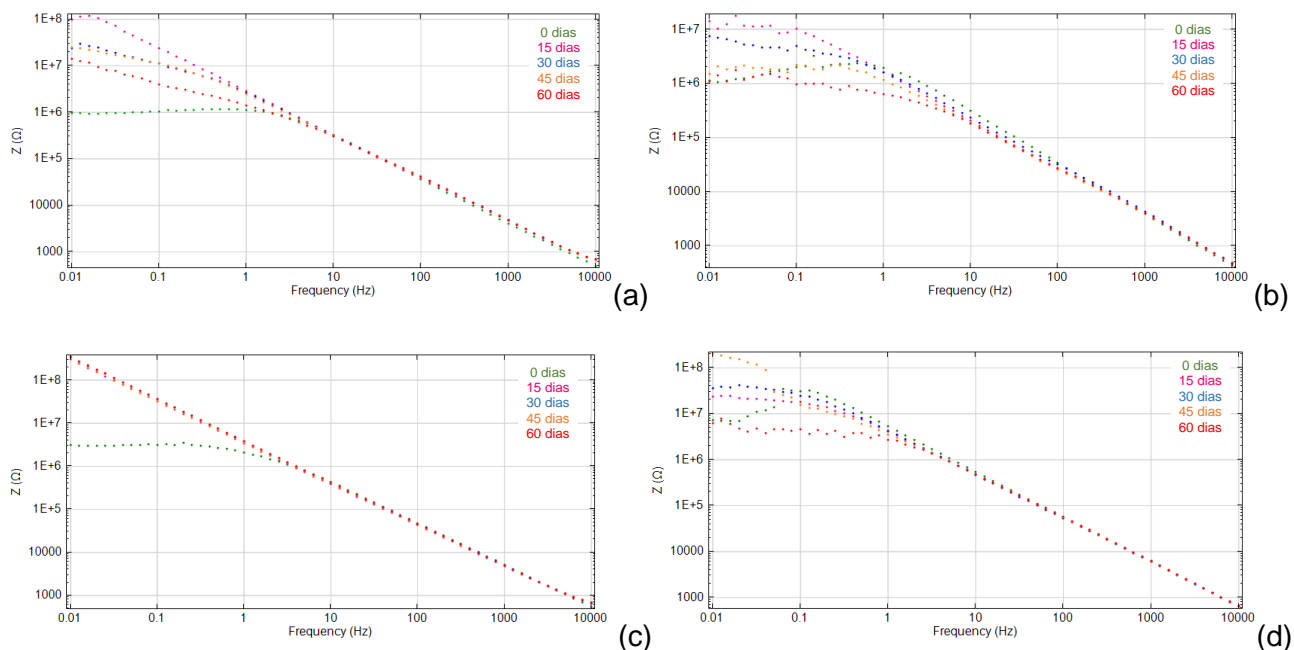 1E+8
1E+7
1E+6
1E+5
10000
1000
Z (Ω)
0 dias
15 dias
30 dias
45 dias
60 dias
0.01 0.1 1 10 100 1000 10000
Frequency (Hz)
(a)
1E+7
1E+6
1E+5
10000
1000
Z (Ω)
0 dias
15 dias
30 dias
45 dias
60 dias
0.01 0.1 1 10 100 1000 10000
Frequency (Hz)
(b)
1E+8
1E+7
1E+6
1E+5
10000
1000
Z (Ω)
0 dias
15 dias
30 dias
45 dias
60 dias
0.01 0.1 1 10 100 1000 10000
Frequency (Hz)
(c)
1E+8
1E+7
1E+6
1E+5
10000
1000
Z (Ω)
0 dias
15 dias
30 dias
45 dias
60 dias
0.01 0.1 1 10 100 1000 10000
Frequency (Hz)
(d)